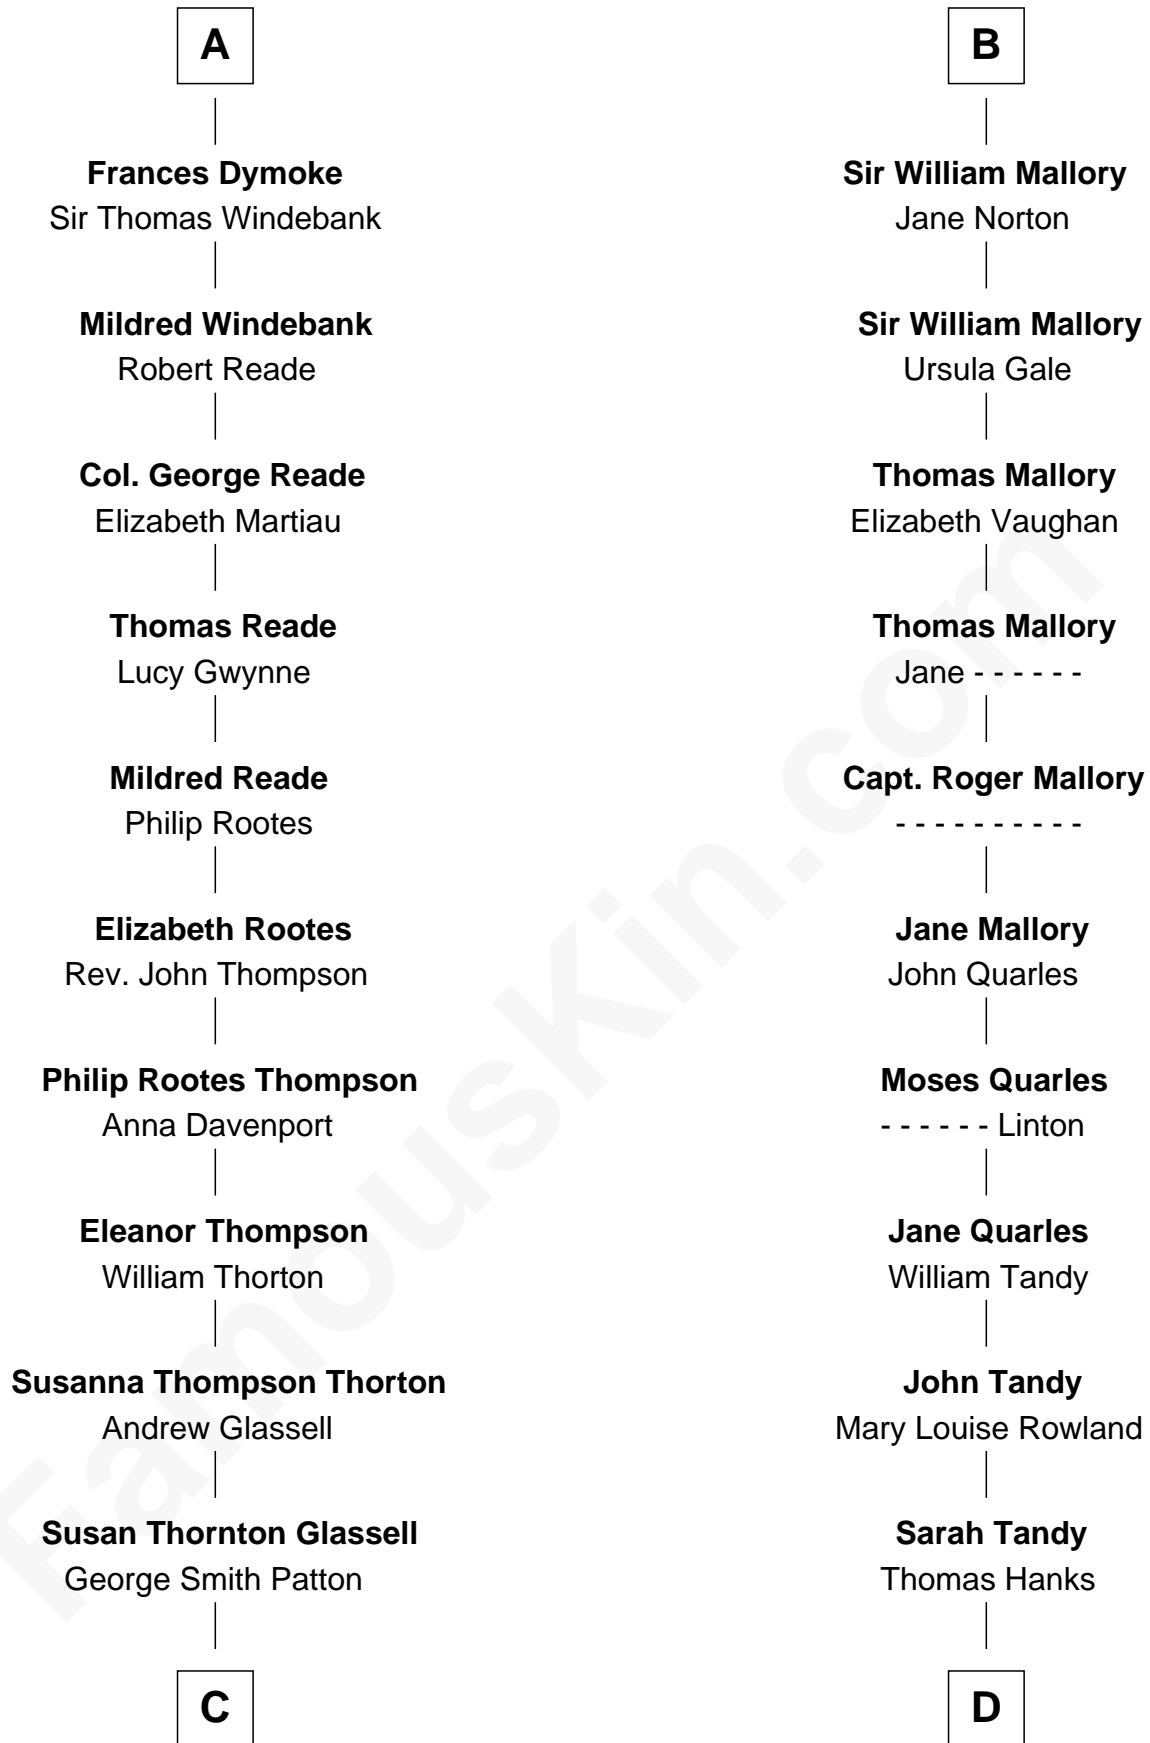 A
Frances Dymoke
Sir Thomas Windebank
Mildred Windebank
Robert Reade
Col. George Reade
Elizabeth Martiau
Thomas Reade
Lucy Gwynne
Mildred Reade
Philip Rootes
Elizabeth Rootes
Rev. John Thompson
Philip Rootes Thompson
Anna Davenport
Eleanor Thompson
William Thorton
Susanna Thompson Thorton
Andrew Glassell
Susan Thornton Glassell
George Smith Patton
C
B
Sir William Mallory
Jane Norton
Sir William Mallory
Ursula Gale
Thomas Mallory
Elizabeth Vaughan
Thomas Mallory
Jane - - - - - -
Capt. Roger Mallory
- - - - - - - - - -
Jane Mallory
John Quarles
Moses Quarles
- - - - - - Linton
Jane Quarles
William Tandy
John Tandy
Mary Louise Rowland
Sarah Tandy
Thomas Hanks
D
FamousKin.com